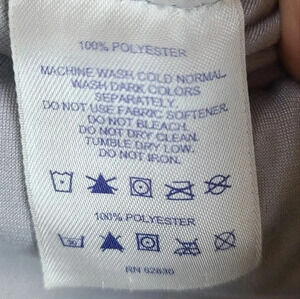 100% POLYESTER
MACHINE WASH COLD NORMAL
WASH DARK COLORS
SEPARATELY.
DO NOT USE FABRIC SOFTENER.
DO NOT BLEACH.
DO NOT DRY CLEAN.
TUMBLE DRY LOW.
DO NOT IRON.
100% POLYESTER
RN 62830